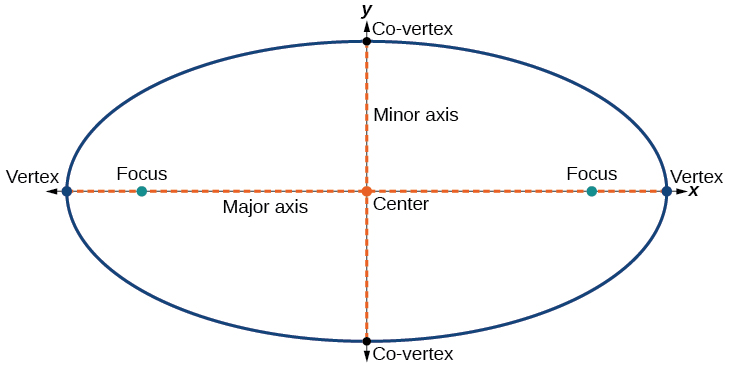 y
Co-vertex
Minor axis
Vertex
Focus
Focus
Vertex
x
Major axis
Center
Co-vertex